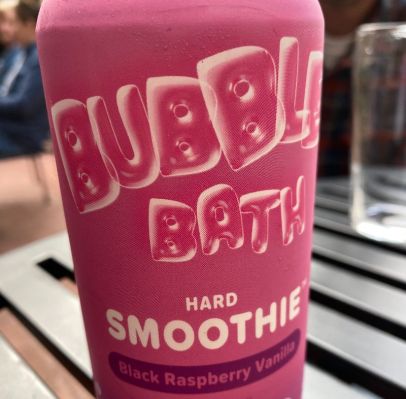 BUBBLE
BATH
HARD
SMOOTHIE
Black Raspberry Vanilla